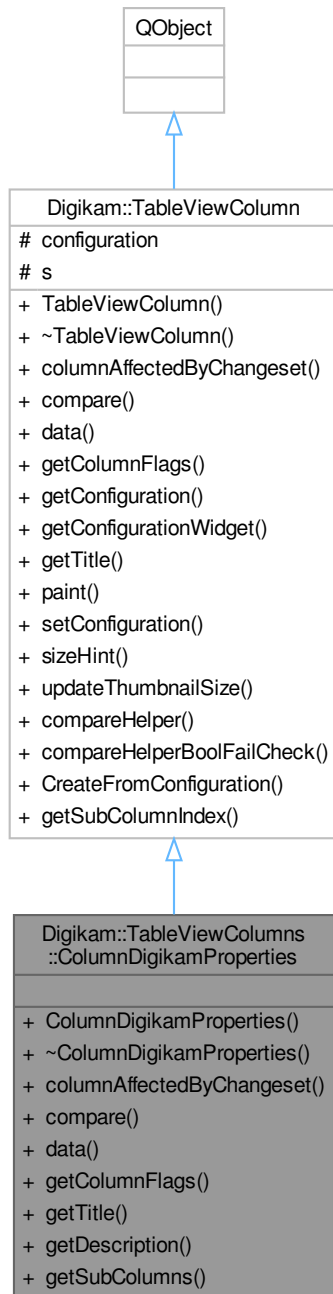 QObject
Digikam::TableViewColumn
# configuration
# s
+ TableViewColumn()
+ ~TableViewColumn()
+ columnAffectedByChangeset()
+ compare()
+ data()
+ getColumnFlags()
+ getConfiguration()
+ getConfigurationWidget()
+ getTitle()
+ paint()
+ setConfiguration()
+ sizeHint()
+ updateThumbnailSize()
+ compareHelper()
+ compareHelperBoolFailCheck()
+ CreateFromConfiguration()
+ getSubColumnIndex()
Digikam::TableViewColumns
::ColumnDigikamProperties
+ ColumnDigikamProperties()
+ ~ColumnDigikamProperties()
+ columnAffectedByChangeset()
+ compare()
+ data()
+ getColumnFlags()
+ getTitle()
+ getDescription()
+ getSubColumns()